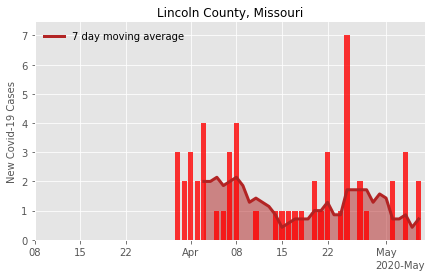 Lincoln County, Missouri
7 day moving average
New Covid-19 Cases
7
6
5
4
3
2
1
0
08 15 22 Apr 08 15 22 May
2020-May